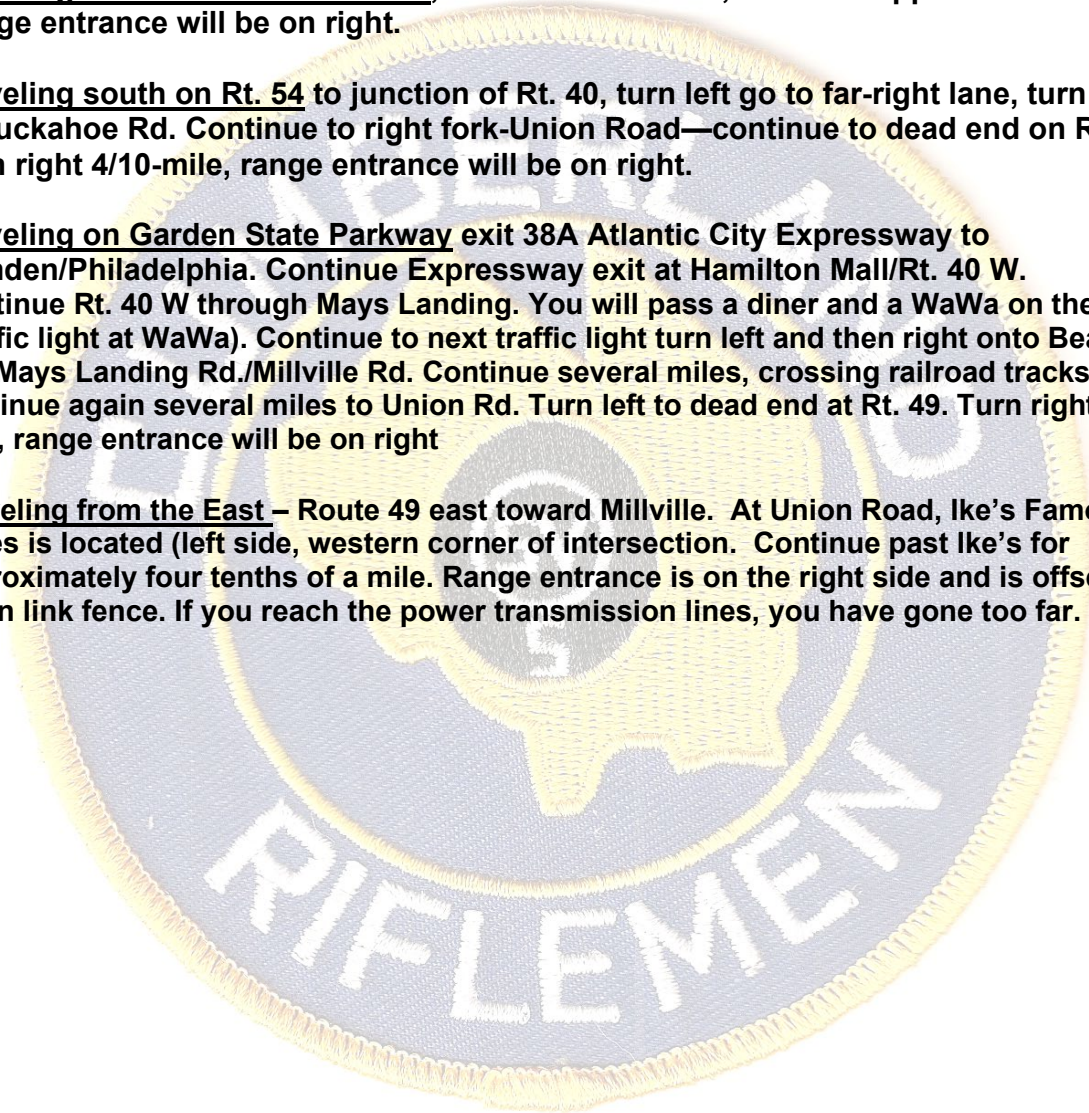 ge entrance will be on right.
veling south on Rt. 54 to junction of Rt. 40, turn left go to far-right lane, turn
uckahoe Rd. Continue to right fork-Union Road—continue to dead end on R
n right 4/10-mile, range entrance will be on right.
veling on Garden State Parkway exit 38A Atlantic City Expressway to
nden/Philadelphia. Continue Expressway exit at Hamilton Mall/Rt. 40 W.
tinue Rt. 40 W through Mays Landing. You will pass a diner and a WaWa on the
ffic light at WaWa). Continue to next traffic light turn left and then right onto Bea
Mays Landing Rd./Millville Rd. Continue several miles, crossing railroad tracks
tinue again several miles to Union Rd. Turn left to dead end at Rt. 49. Turn right
, range entrance will be on right
eling from the East – Route 49 east toward Millville. At Union Road, Ike's Famo
es is located (left side, western corner of intersection. Continue past Ike's for
roximately four tenths of a mile. Range entrance is on the right side and is offse
n link fence. If you reach the power transmission lines, you have gone too far.
CUMBERLAND
RIFLEMEN